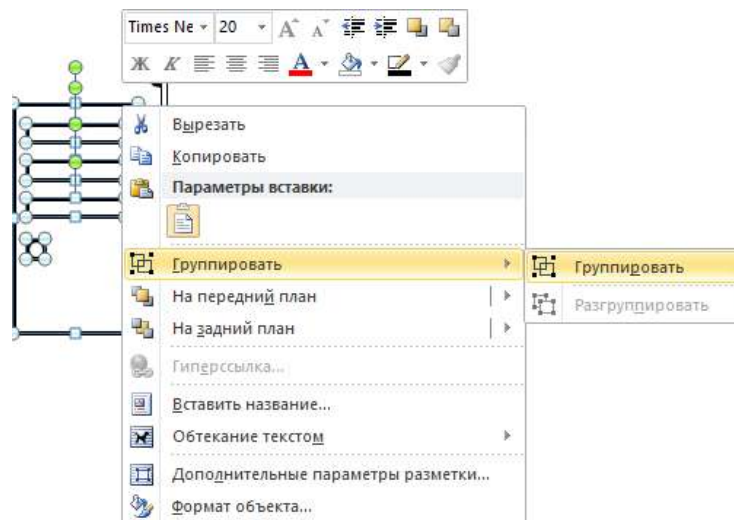 Times Ne 20
Ж К А
Вырезать
Копировать
Параметры вставки:
Группировать
Группировать
На передний план
Разгруппировать
На задний план
Гиперссылка...
Вставить название...
Обтекание текстом
Дополнительные параметры разметки...
Формат объекта...